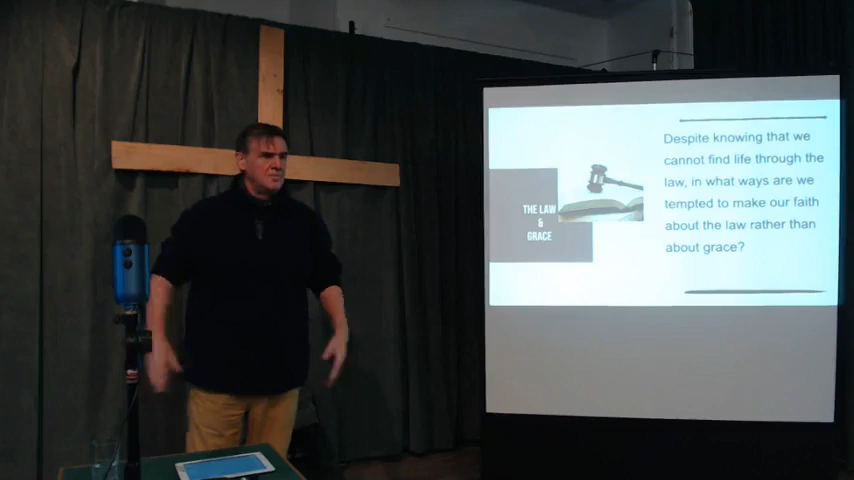 THE LAW
&
GRACE
Despite knowing that we
cannot find life through the
law, in what ways are we
tempted to make our faith
about the law rather than
about grace?